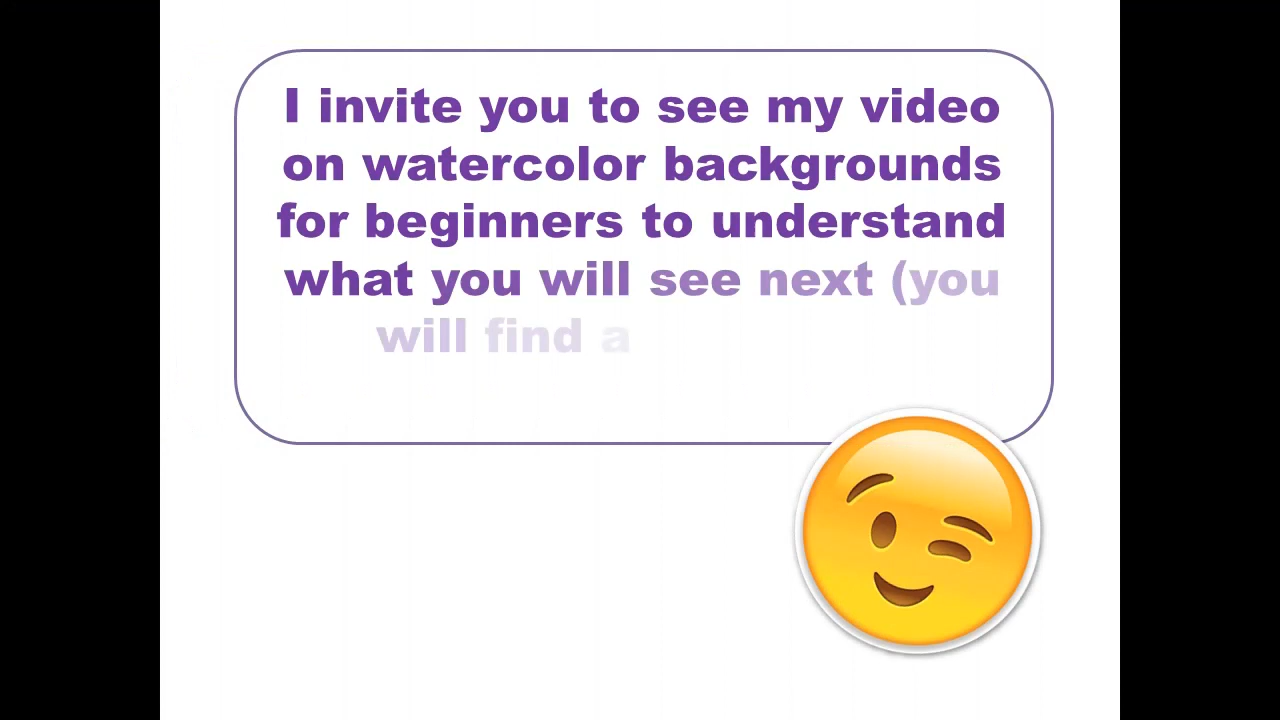 I invite you to see my video
on watercolor backgrounds
for beginners to understand
what you will see next (you
will find a